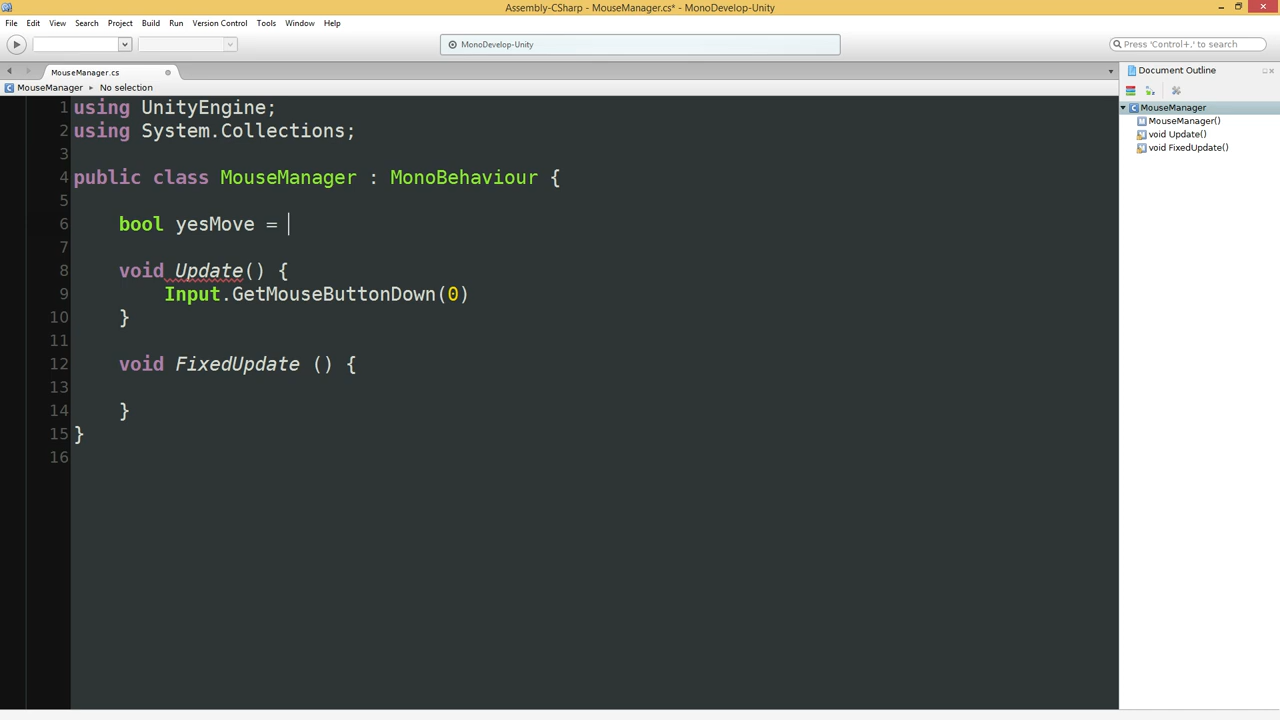 Assembly-CSharp - MouseManager.cs* - MonoDevelop-Unity
File Edit View Search Project Build Run Version Control Tools Window Help
MonoDevelop-Unity
Press 'Control+,' to search
MouseManager.cs
MouseManager ▸ No selection
1 using UnityEngine;
2 using System.Collections;
3
4 public class MouseManager : MonoBehaviour {
5
6 bool yesMove =
7
8 void Update() {
9 Input.GetMouseButtonDown(0)
10 }
11
12 void FixedUpdate () {
13
14 }
15 }
16
Document Outline
MouseManager
MouseManager()
void Update()
void FixedUpdate()